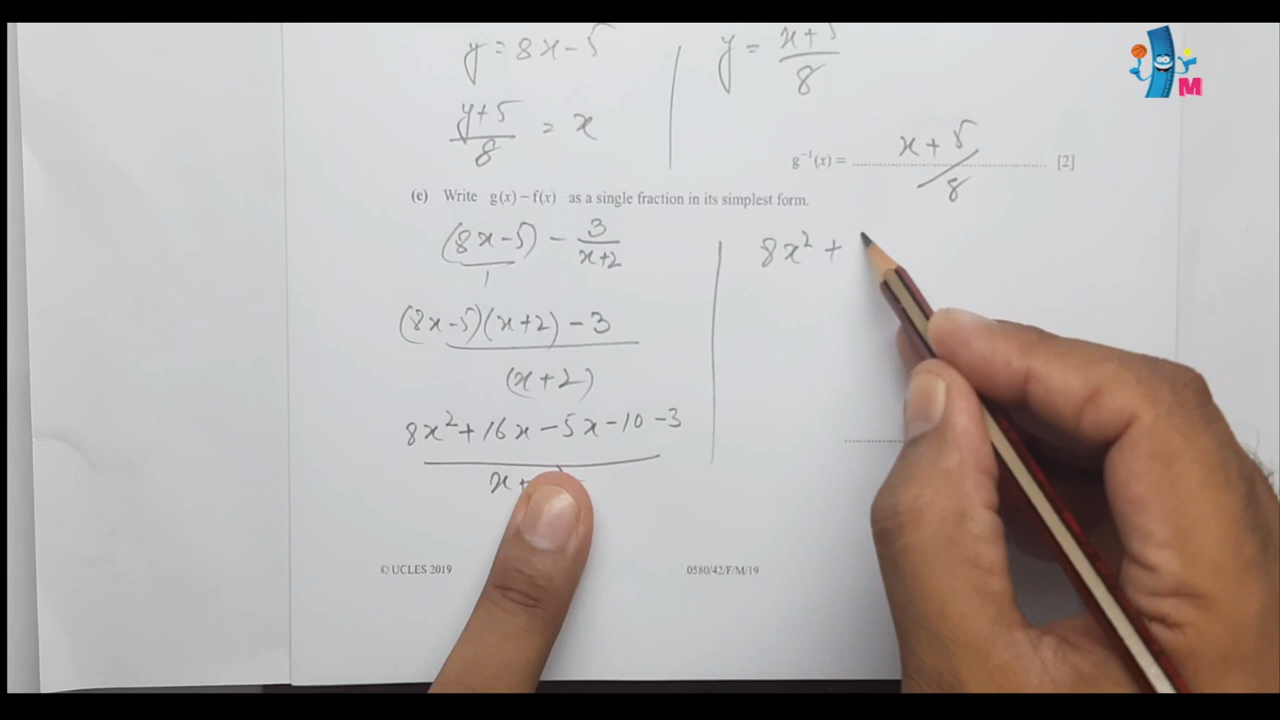 y = 8x - 5
y = x + 5 / 8
y + 5 / 8 = x
g⁻¹(x) = x + 5 / 8 [2]
(e) Write g(x) – f(x) as a single fraction in its simplest form.
(8x - 5) / 1 - 3 / x + 2
(8x - 5)(x + 2) - 3 / (x + 2)
8x² + 16x - 5x - 10 - 3 / x +
8x² +
© UCLES 2019
0580/42/F/M/19
M